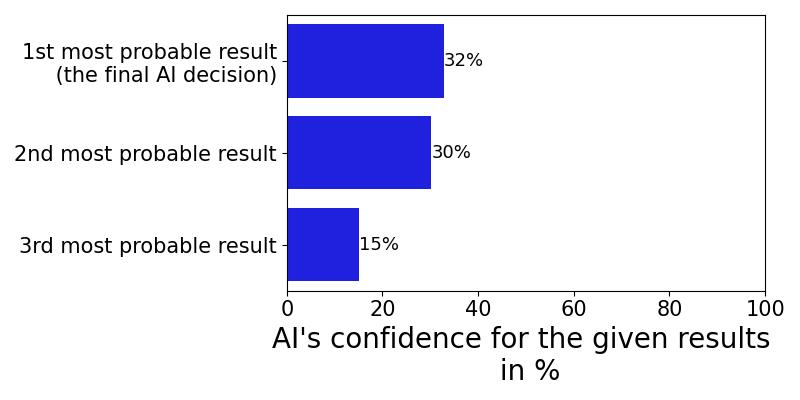 1st most probable result
(the final AI decision)
32%
2nd most probable result
30%
3rd most probable result
15%
0 20 40 60 80 100
AI's confidence for the given results
in %